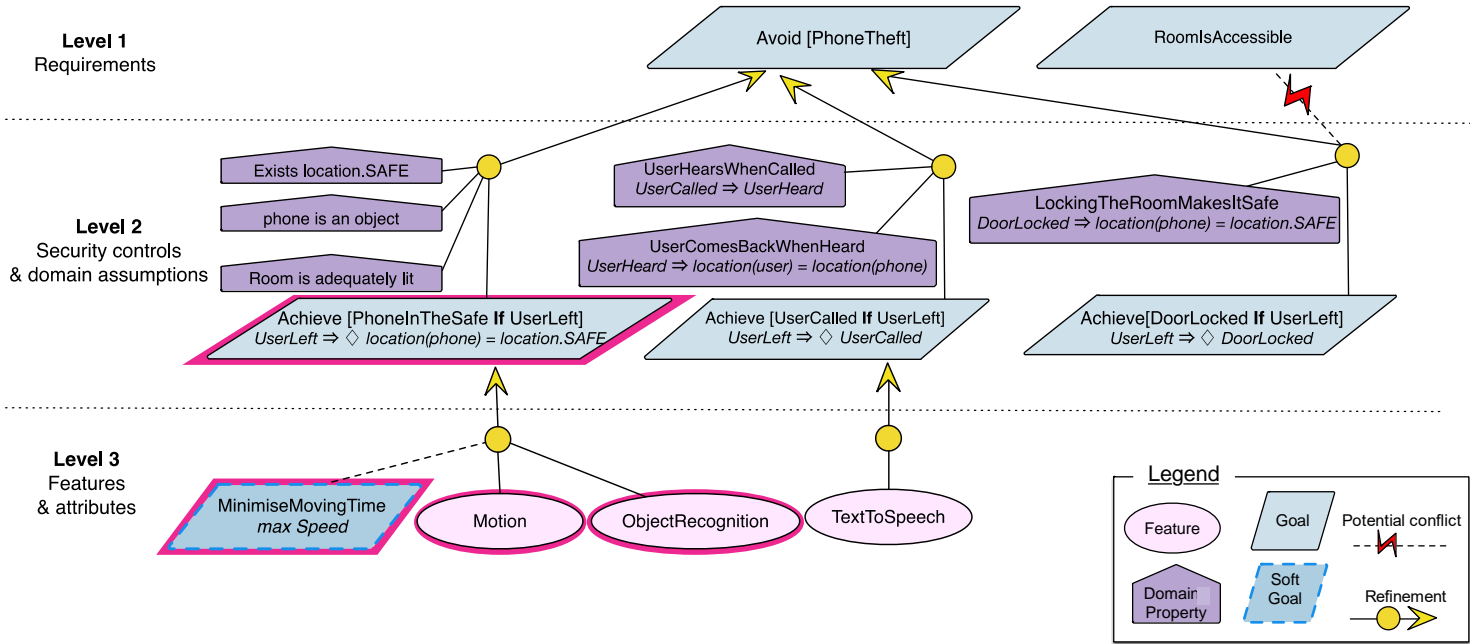 Level 1
Requirements
Avoid [PhoneTheft]
RoomIsAccessible
Level 2
Security controls
& domain assumptions
Exists location.SAFE
phone is an object
Room is adequately lit
UserHearsWhenCalled
UserCalled ⇒ UserHeard
UserComesBackWhenHeard
UserHeard ⇒ location(user) = location(phone)
LockingTheRoomMakesItSafe
DoorLocked ⇒ location(phone) = location.SAFE
Achieve [PhoneInTheSafe If UserLeft]
UserLeft ⇒ ◇ location(phone) = location.SAFE
Achieve [UserCalled If UserLeft]
UserLeft ⇒ ◇ UserCalled
Achieve[DoorLocked If UserLeft]
UserLeft ⇒ ◇ DoorLocked
Level 3
Features
& attributes
MinimiseMovingTime
max Speed
Motion
ObjectRecognition
TextToSpeech
Legend
Feature
Goal
Potential conflict
Domain
Property
Soft
Goal
Refinement